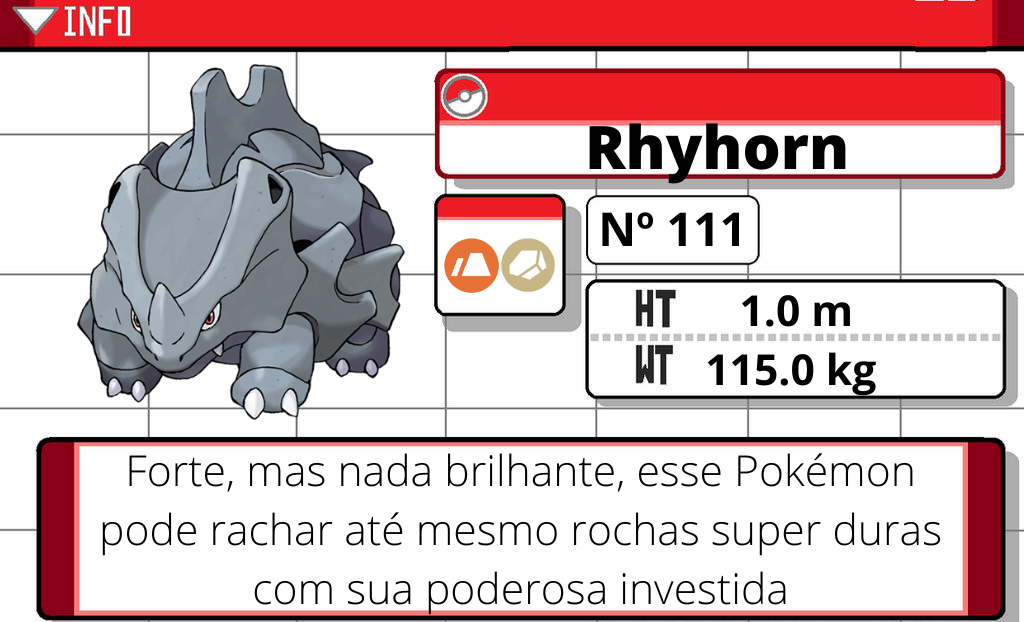 INFO
Rhyhorn
Nº 111
HT 1.0 m
WT 115.0 kg
Forte, mas nada brilhante, esse Pokémon
pode rachar até mesmo rochas super duras
com sua poderosa investida